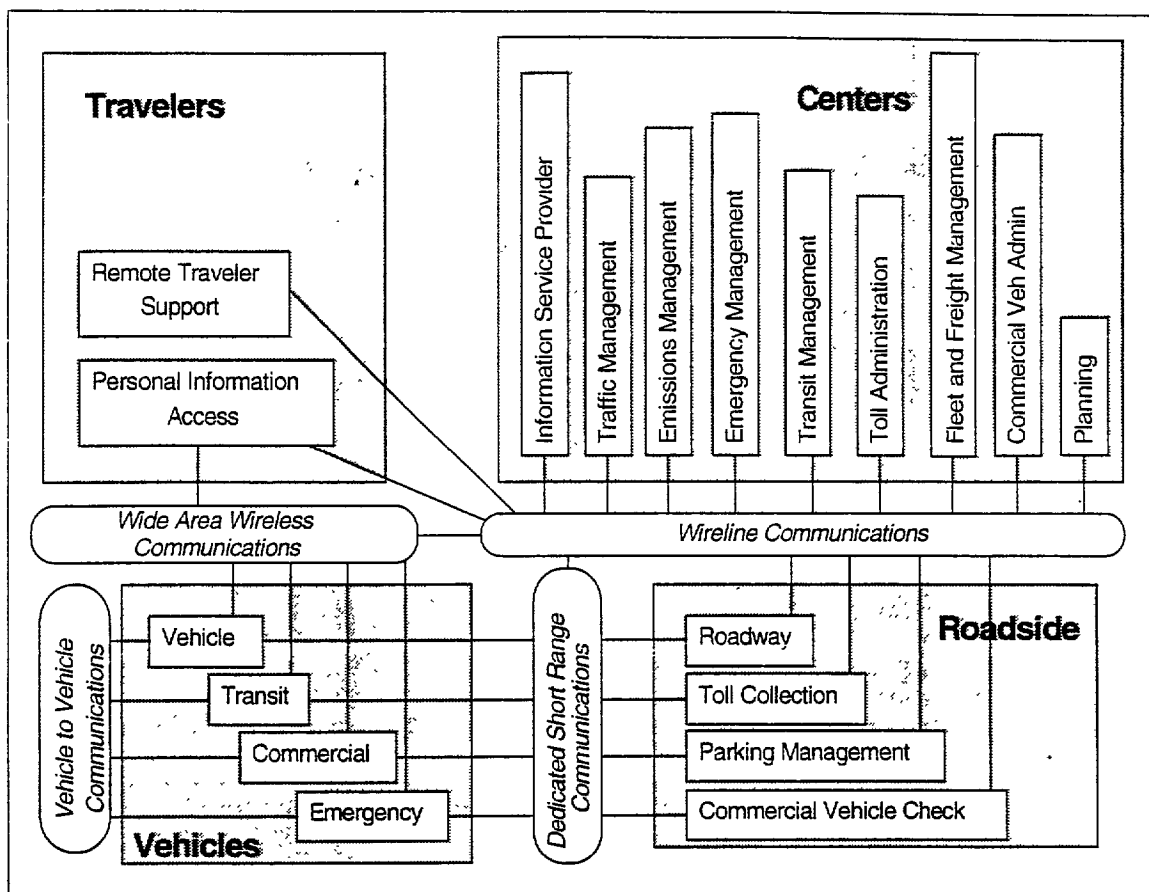 Travelers
Remote Traveler
Support
Personal Information
Access
Centers
Information Service Provider
Traffic Management
Emissions Management
Emergency Management
Transit Management
Toll Administration
Fleet and Freight Management
Commercial Veh Admin
Planning
Wide Area Wireless
Communications
Wireline Communications
Vehicle to Vehicle
Communications
Vehicle
Transit
Commercial
Emergency
Vehicles
Dedicated Short Range
Communications
Roadside
Roadway
Toll Collection
Parking Management
Commercial Vehicle Check